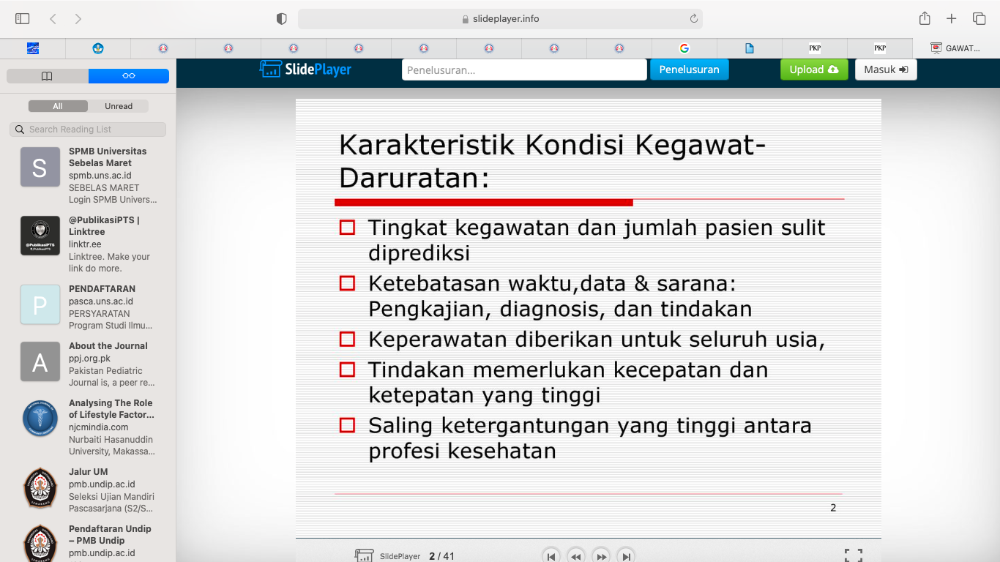 slideplayer.info
PKP
PKP
GAWAT...
SlidePlayer
Penelusuran...
Penelusuran
Upload
Masuk
All
Unread
Search Reading List
S
SPMB Universitas
Sebelas Maret
spmb.uns.ac.id
SEBELAS MARET
Login SPMB Univers...
@PublikasiPTS |
Linktree
linktr.ee
Linktree. Make your
link do more.
@PublikasiPTS
P
PENDAFTARAN
pasca.uns.ac.id
PERSYARATAN
Program Studi Ilmu...
A
About the Journal
ppj.org.pk
Pakistan Pediatric
Journal is, a peer re...
Analysing The Role
of Lifestyle Factor...
njcmindia.com
Nurbaiti Hasanuddin
University, Makassa...
Jalur UM
pmb.undip.ac.id
Seleksi Ujian Mandiri
Pascasarjana (S2/S...
Pendaftaran Undip
– PMB Undip
pmb.undip.ac.id
Karakteristik Kondisi Kegawat-
Daruratan:
Tingkat kegawatan dan jumlah pasien sulit
diprediksi
Ketebatasan waktu,data & sarana:
Pengkajian, diagnosis, dan tindakan
Keperawatan diberikan untuk seluruh usia,
Tindakan memerlukan kecepatan dan
ketepatan yang tinggi
Saling ketergantungan yang tinggi antara
profesi kesehatan
2
SlidePlayer
2 / 41